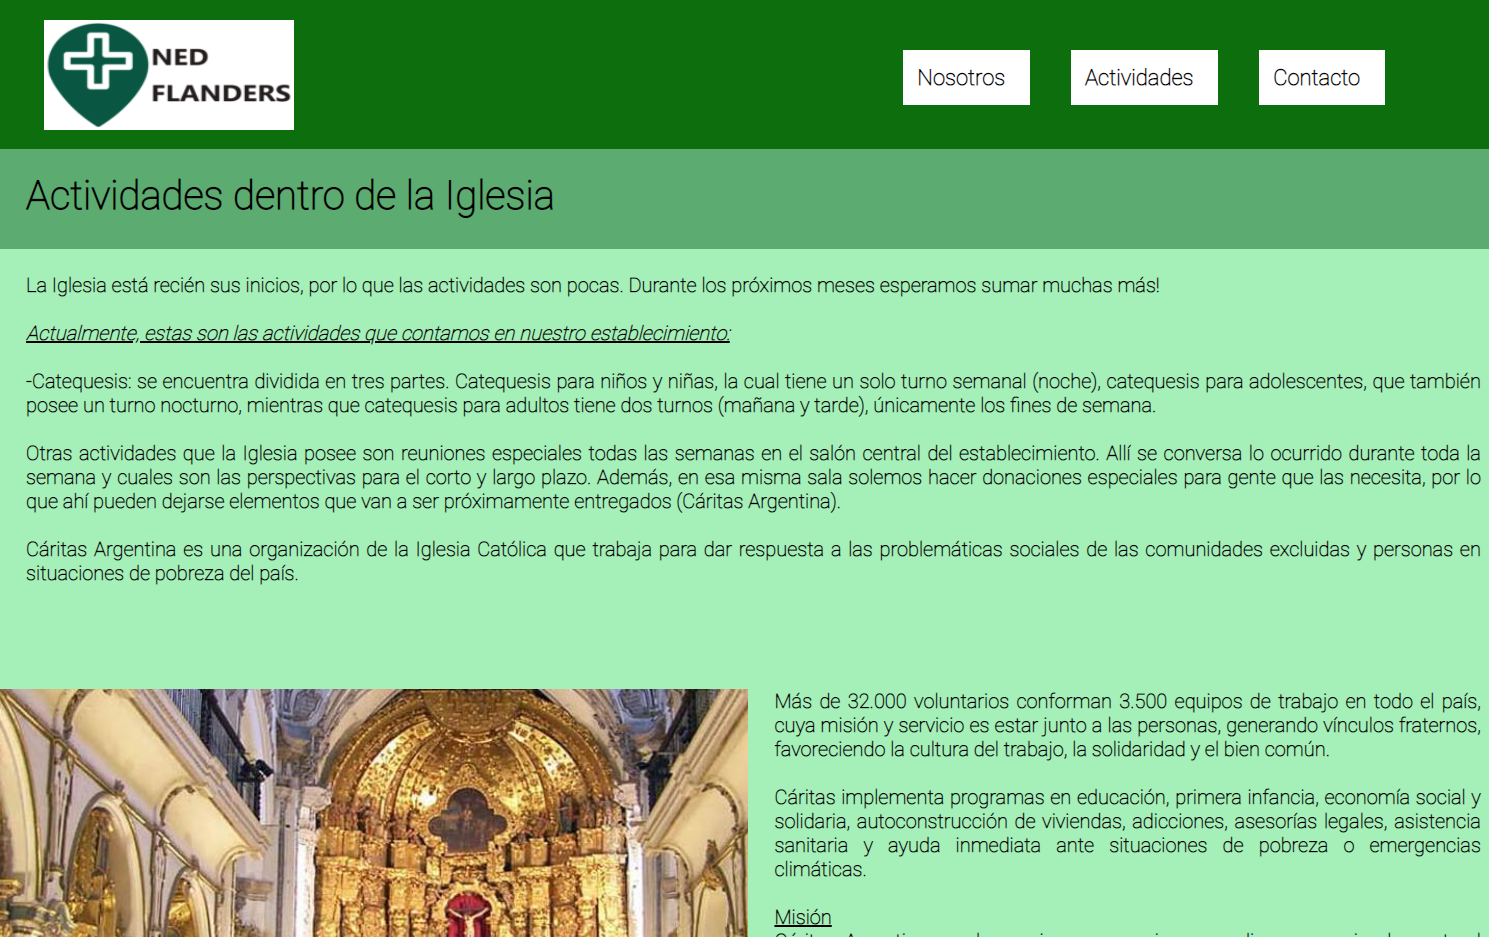 NED
FLANDERS
Nosotros
Actividades
Contacto
Actividades dentro de la Iglesia
La Iglesia está recién sus inicios, por lo que las actividades son pocas. Durante los próximos meses esperamos sumar muchas más!
Actualmente, estas son las actividades que contamos en nuestro establecimiento:
-Catequesis: se encuentra dividida en tres partes. Catequesis para niños y niñas, la cual tiene un solo turno semanal (noche), catequesis para adolescentes, que también
posee un turno nocturno, mientras que catequesis para adultos tiene dos turnos (mañana y tarde), únicamente los fines de semana.
Otras actividades que la Iglesia posee son reuniones especiales todas las semanas en el salón central del establecimiento. Allí se conversa lo ocurrido durante toda la
semana y cuales son las perspectivas para el corto y largo plazo. Además, en esa misma sala solemos hacer donaciones especiales para gente que las necesita, por lo
que ahí pueden dejarse elementos que van a ser próximamente entregados (Cáritas Argentina).
Cáritas Argentina es una organización de la Iglesia Católica que trabaja para dar respuesta a las problemáticas sociales de las comunidades excluidas y personas en
situaciones de pobreza del país.
Más de 32.000 voluntarios conforman 3.500 equipos de trabajo en todo el país,
cuya misión y servicio es estar junto a las personas, generando vínculos fraternos,
favoreciendo la cultura del trabajo, la solidaridad y el bien común.
Cáritas implementa programas en educación, primera infancia, economía social y
solidaria, autoconstrucción de viviendas, adicciones, asesorías legales, asistencia
sanitaria y ayuda inmediata ante situaciones de pobreza o emergencias
climáticas.
Misión